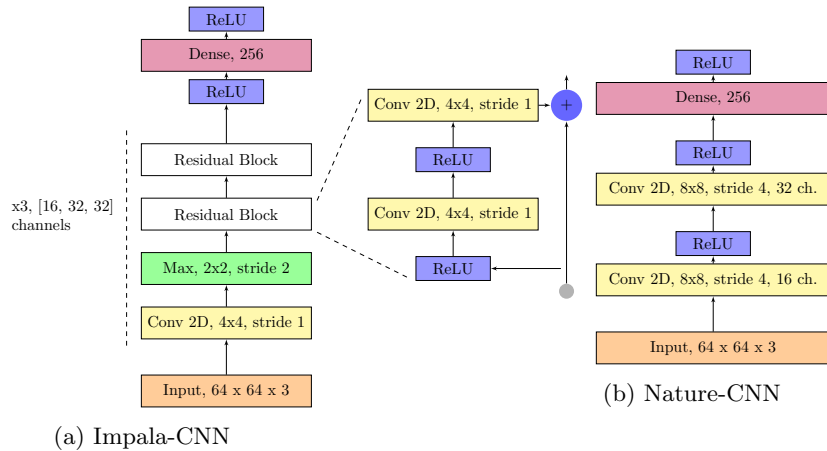 ReLU
Dense, 256
ReLU
Residual Block
Residual Block
x3, [16, 32, 32]
channels
Max, 2x2, stride 2
Conv 2D, 4x4, stride 1
Input, 64 x 64 x 3
(a) Impala-CNN
Conv 2D, 4x4, stride 1
+
ReLU
Conv 2D, 4x4, stride 1
ReLU
ReLU
Dense, 256
ReLU
Conv 2D, 8x8, stride 4, 32 ch.
ReLU
Conv 2D, 8x8, stride 4, 16 ch.
Input, 64 x 64 x 3
(b) Nature-CNN